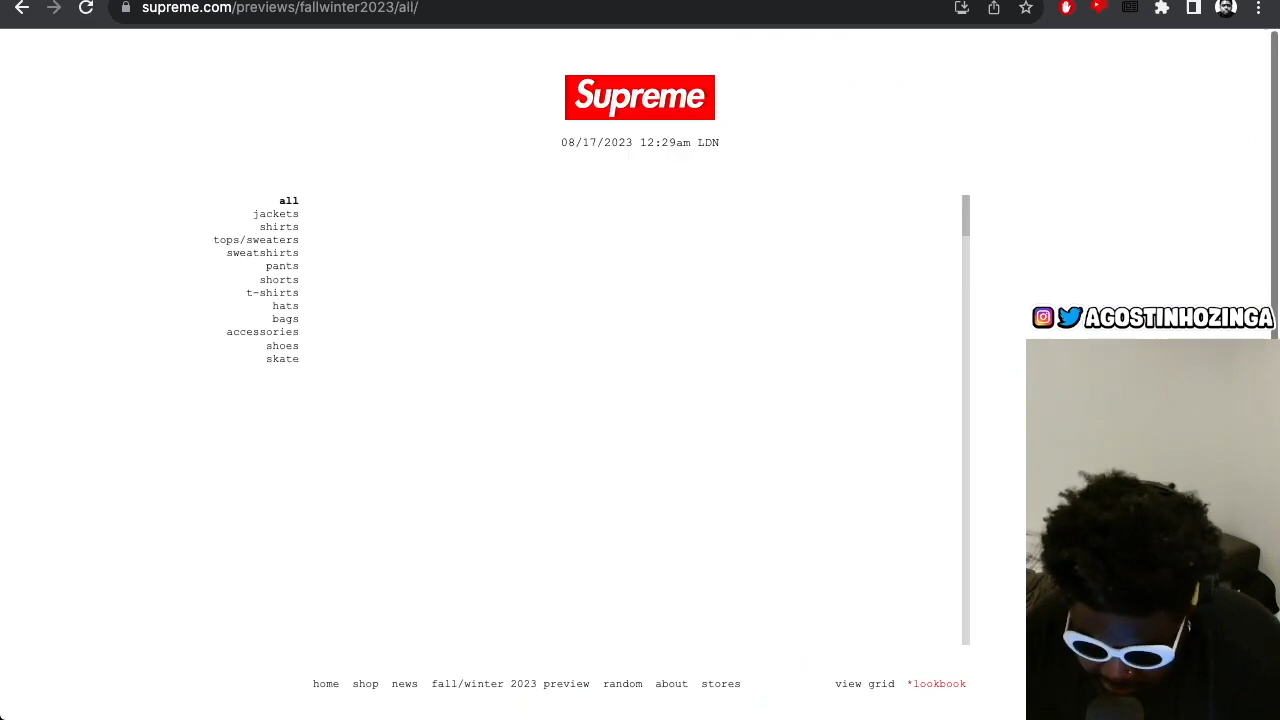 supreme.com/previews/fallwinter2023/all/
Supreme
08/17/2023 12:29am LDN
all
jackets
shirts
tops/sweaters
sweatshirts
pants
shorts
t-shirts
hats
bags
accessories
shoes
skate
AGOSTINHOZINGA
home shop news fall/winter 2023 preview random about stores view grid *lookbook